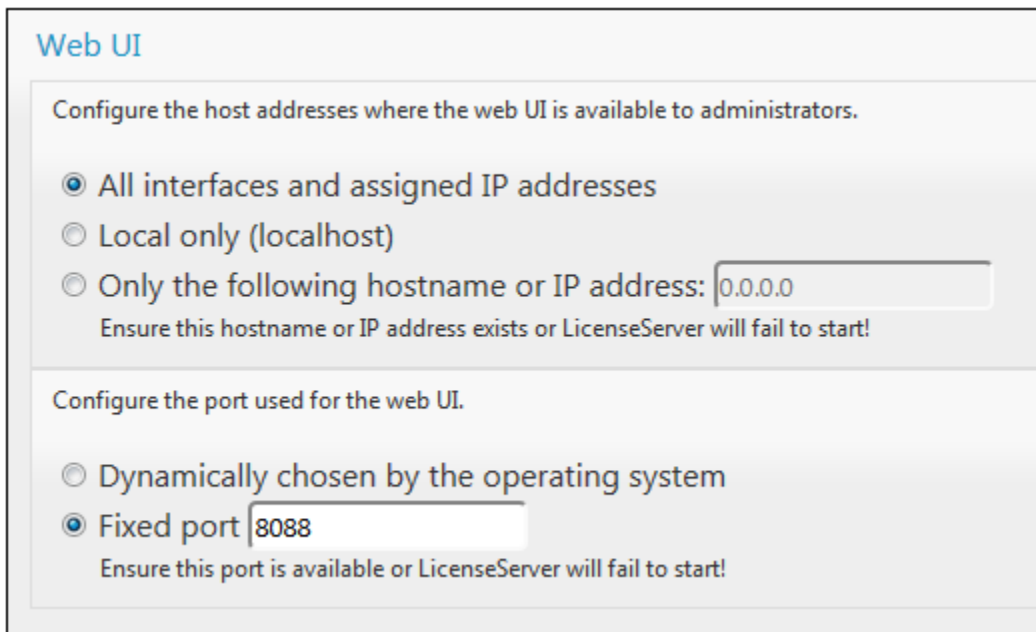 Web UI
Configure the host addresses where the web UI is available to administrators.
All interfaces and assigned IP addresses
Local only (localhost)
Only the following hostname or IP address: 0.0.0.0
Ensure this hostname or IP address exists or LicenseServer will fail to start!
Configure the port used for the web UI.
Dynamically chosen by the operating system
Fixed port 8088
Ensure this port is available or LicenseServer will fail to start!